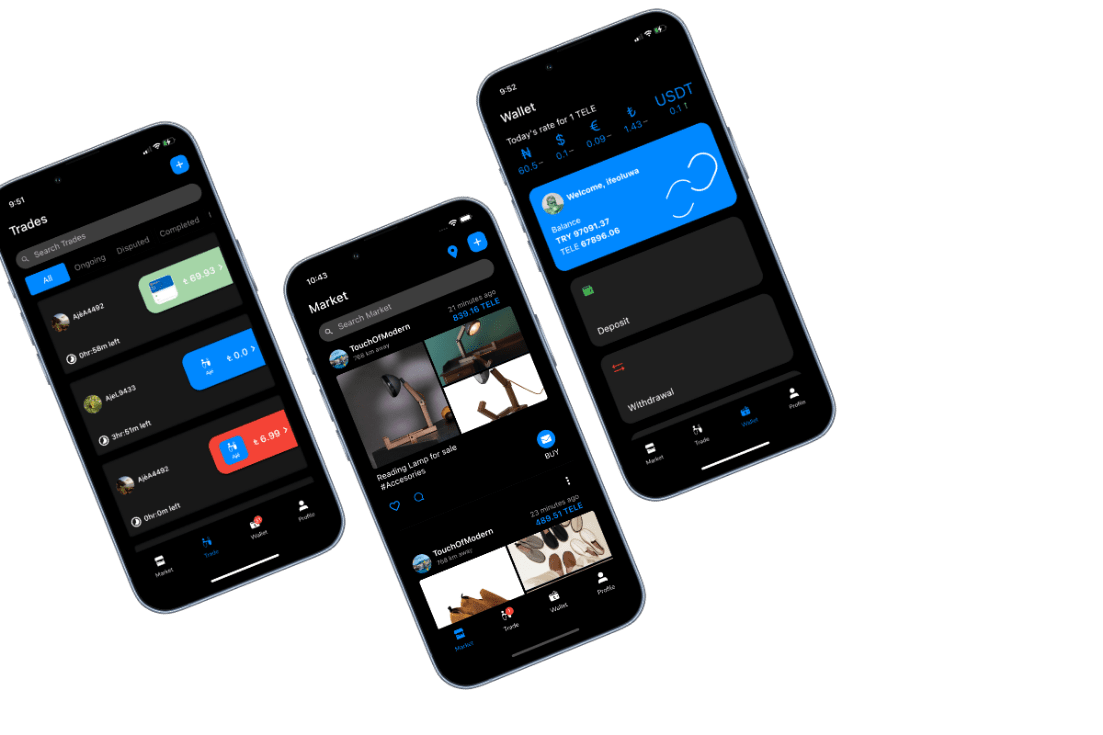 9:51
Trades
Search Trades
All Ongoing Disputed Completed
AjéA4492
₺ 69.93 >
0hr:58m left
AjeL9433
Ajé
₺ 0.0 >
3hr:51m left
AjéA4492
Ajé
₺ 6.99 >
0hr:0m left
Market Trade Wallet Profile
10:43
Market
Search Market
TouchOfModern
768 km away
21 minutes ago
839.16 TELE
Reading Lamp for sale
#Accesories
BUY
TouchOfModern
768 km away
23 minutes ago
489.51 TELE
Market Trade Wallet Profile
9:52
Wallet
Today's rate for 1 TELE
₦ $ € ₺ USDT
60.5 0.1 0.09 1.43 0.1 ↑
Welcome, ifeoluwa
Balance
TRY 97091.37
TELE 67896.06
Deposit
Withdrawal
Market Trade Wallet Profile